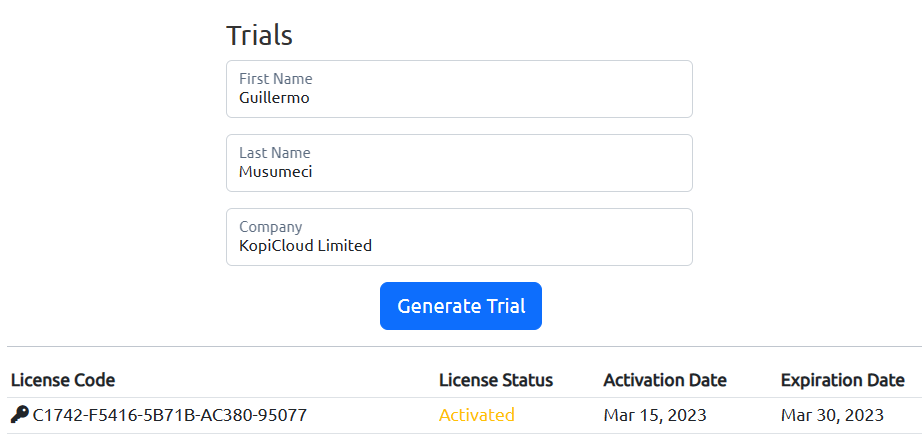 Trials
First Name
Guillermo
Last Name
Musumeci
Company
KopiCloud Limited
Generate Trial
License Code License Status Activation Date Expiration Date
C1742-F5416-5B71B-AC380-95077 Activated Mar 15, 2023 Mar 30, 2023